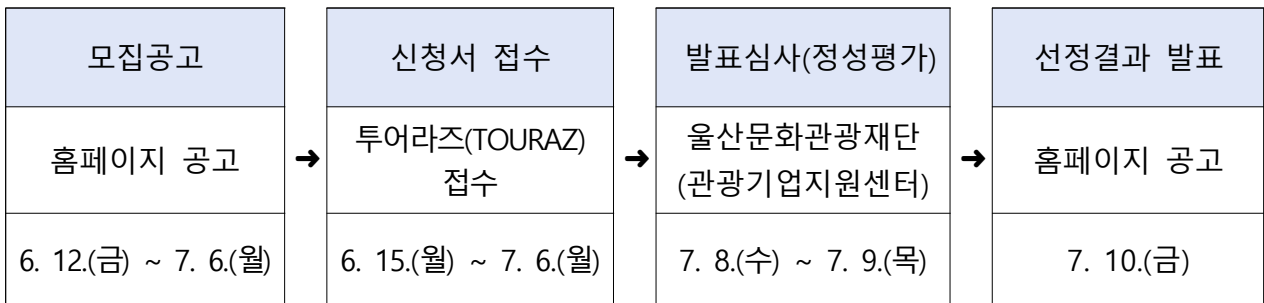 모집공고
홈페이지 공고
6. 12.(금) ~ 7. 6.(월)
➜
신청서 접수
투어라즈(TOURAZ)
접수
6. 15.(월) ~ 7. 6.(월)
➜
발표심사(정성평가)
울산문화관광재단
(관광기업지원센터)
7. 8.(수) ~ 7. 9.(목)
➜
선정결과 발표
홈페이지 공고
7. 10.(금)